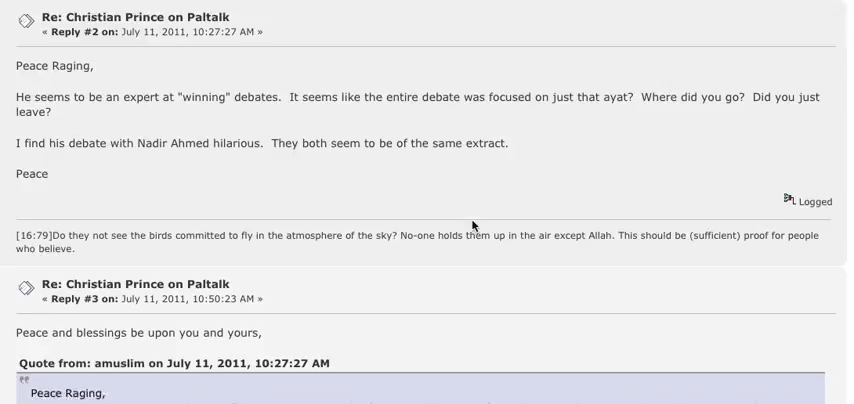 Re: Christian Prince on Paltalk
« Reply #2 on: July 11, 2011, 10:27:27 AM »
Peace Raging,
He seems to be an expert at "winning" debates.  It seems like the entire debate was focused on just that ayat?  Where did you go?  Did you just
leave?
I find his debate with Nadir Ahmed hilarious.  They both seem to be of the same extract.
Peace
Logged
[16:79]Do they not see the birds committed to fly in the atmosphere of the sky? No-one holds them up in the air except Allah. This should be (sufficient) proof for people
who believe.
Re: Christian Prince on Paltalk
« Reply #3 on: July 11, 2011, 10:50:23 AM »
Peace and blessings be upon you and yours,
Quote from: amuslim on July 11, 2011, 10:27:27 AM
Peace Raging,